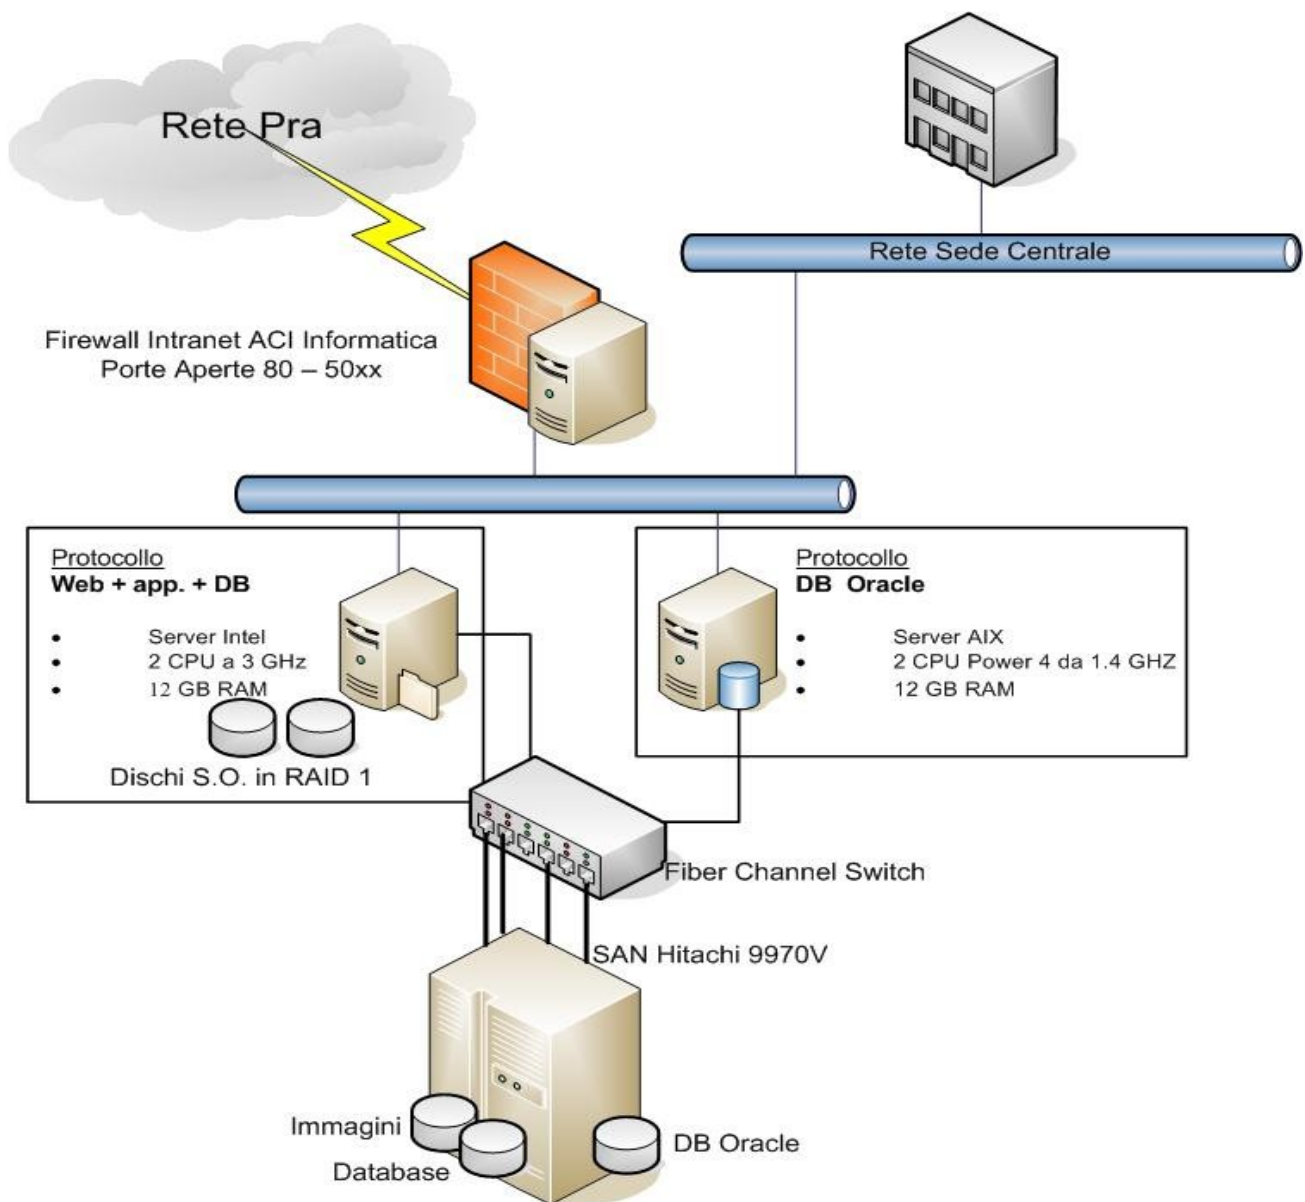 Rete Pra
Rete Sede Centrale
Firewall Intranet ACI Informatica
Porte Aperte 80 – 50xx
Protocollo
Web + app. + DB
• Server Intel
• 2 CPU a 3 GHz
• 12 GB RAM
Dischi S.O. in RAID 1
Protocollo
DB Oracle
• Server AIX
• 2 CPU Power 4 da 1.4 GHZ
• 12 GB RAM
Fiber Channel Switch
SAN Hitachi 9970V
Immagini
Database
DB Oracle